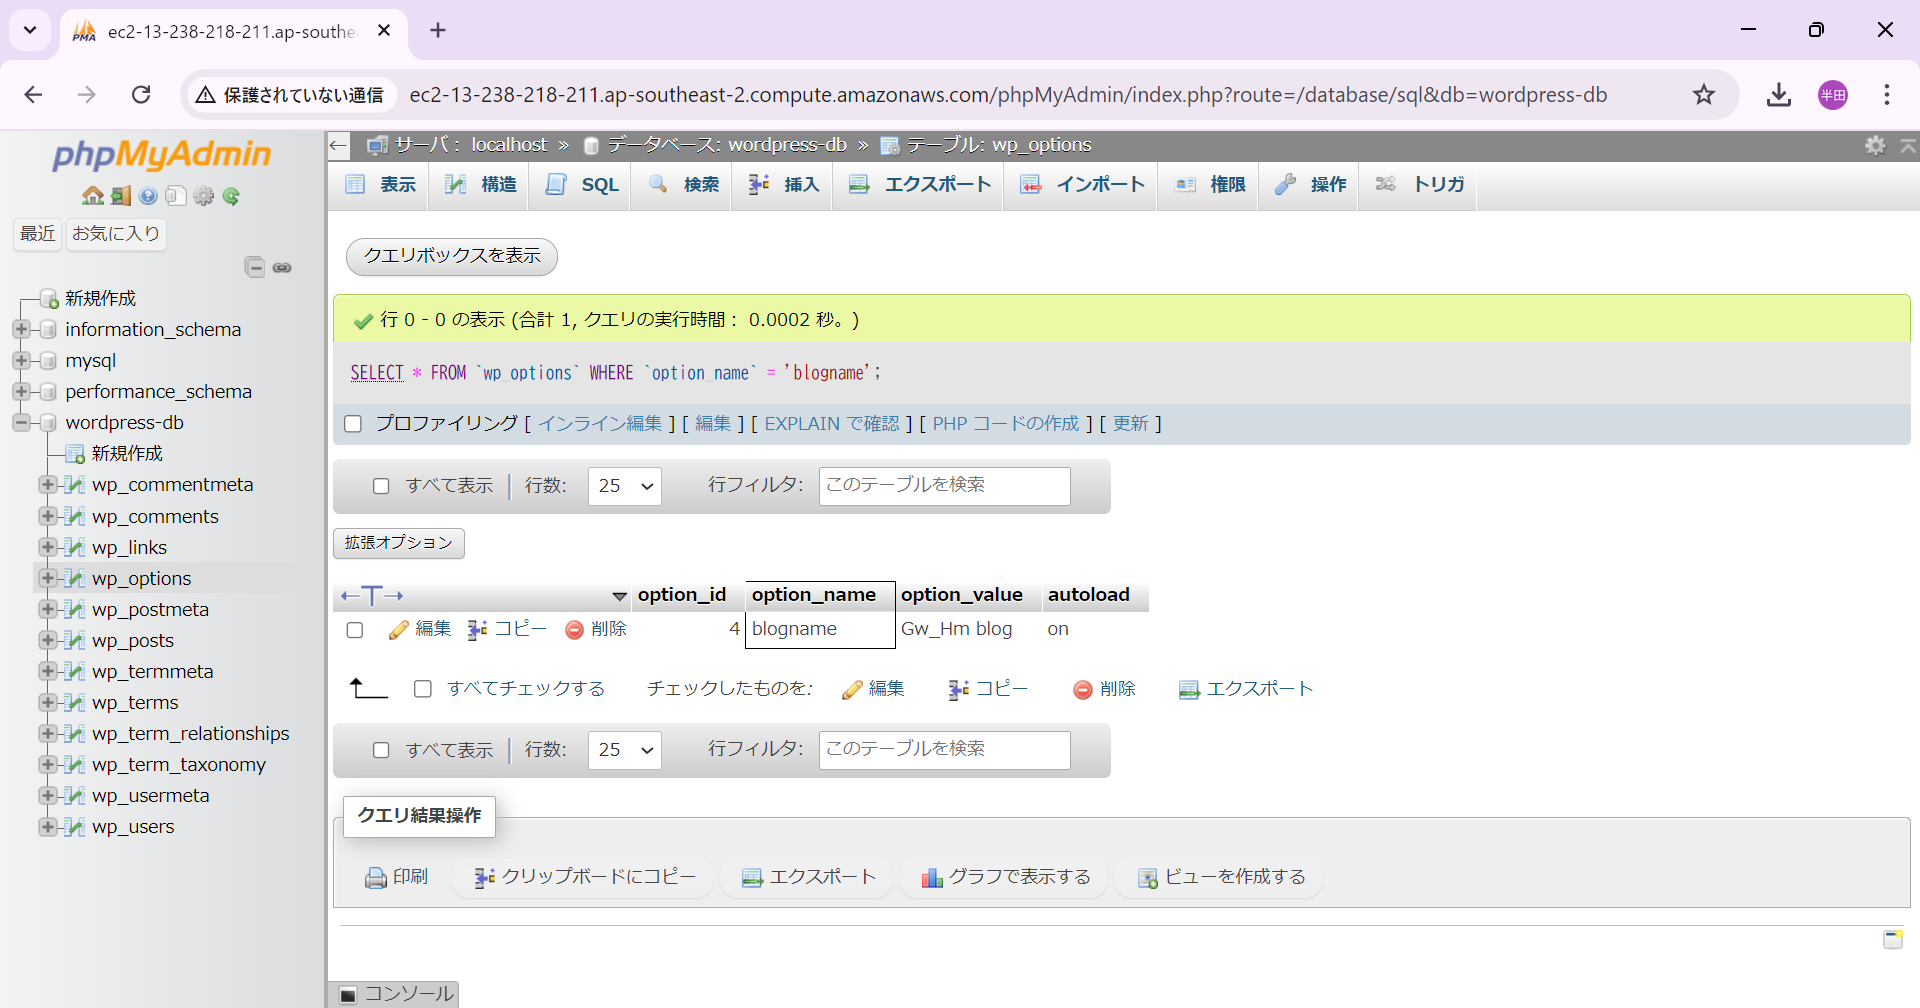 ec2-13-238-218-211.ap-southe
保護されていない通信
ec2-13-238-218-211.ap-southeast-2.compute.amazonaws.com/phpMyAdmin/index.php?route=/database/sql&db=wordpress-db
半田
phpMyAdmin
最近 お気に入り
新規作成
information_schema
mysql
performance_schema
wordpress-db
新規作成
wp_commentmeta
wp_comments
wp_links
wp_options
wp_postmeta
wp_posts
wp_termmeta
wp_terms
wp_term_relationships
wp_term_taxonomy
wp_usermeta
wp_users
サーバ: localhost » データベース: wordpress-db » テーブル: wp_options
表示 構造 SQL 検索 挿入 エクスポート インポート 権限 操作 トリガ
クエリボックスを表示
行 0 - 0 の表示 (合計 1, クエリの実行時間： 0.0002 秒。)
SELECT * FROM `wp_options` WHERE `option_name` = 'blogname';
プロファイリング [ インライン編集 ] [ 編集 ] [ EXPLAIN で確認 ] [ PHP コードの作成 ] [ 更新 ]
すべて表示 行数: 25 行フィルタ: このテーブルを検索
拡張オプション
←T→ option_id option_name option_value autoload
編集 コピー 削除 4 blogname Gw_Hm blog on
すべてチェックする チェックしたものを: 編集 コピー 削除 エクスポート
すべて表示 行数: 25 行フィルタ: このテーブルを検索
クエリ結果操作
印刷 クリップボードにコピー エクスポート グラフで表示する ビューを作成する
コンソール